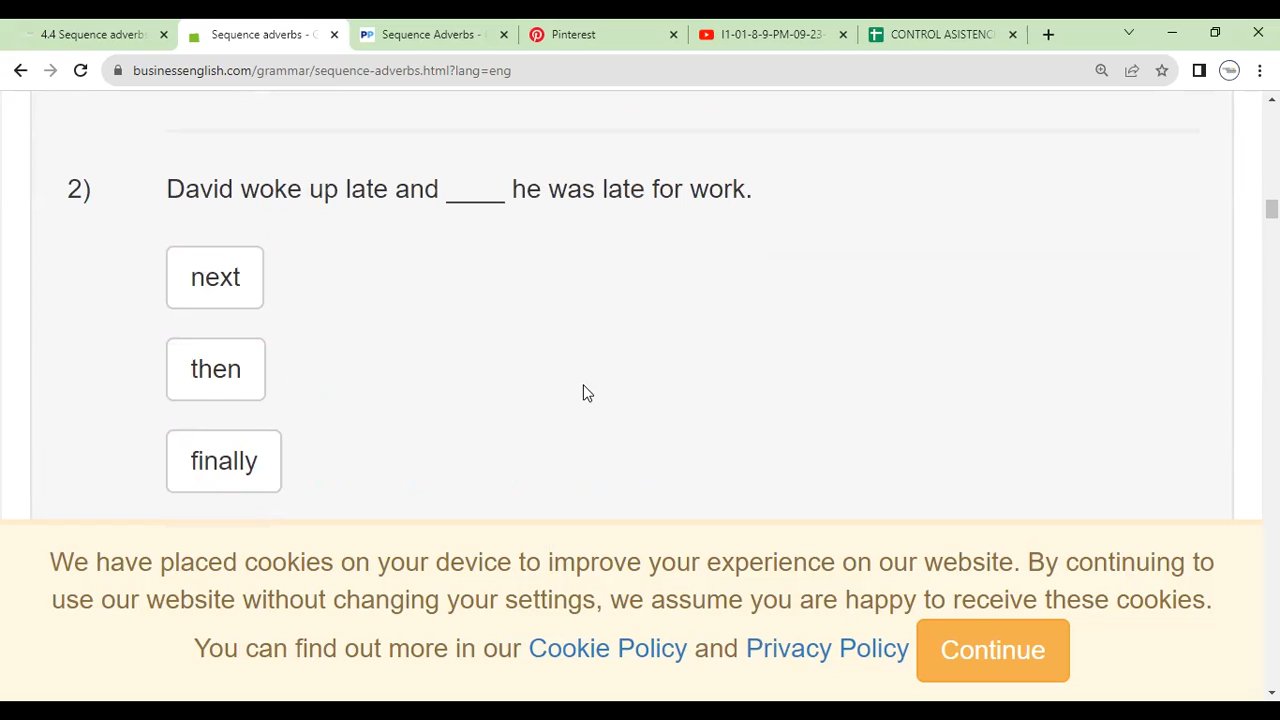 4.4 Sequence adverbs
Sequence adverbs - G
Sequence Adverbs -
Pinterest
I1-01-8-9-PM-09-23-
CONTROL ASISTENC
businessenglish.com/grammar/sequence-adverbs.html?lang=eng
2) David woke up late and ____ he was late for work.
next
then
finally
We have placed cookies on your device to improve your experience on our website. By continuing to
use our website without changing your settings, we assume you are happy to receive these cookies.
You can find out more in our Cookie Policy and Privacy Policy Continue